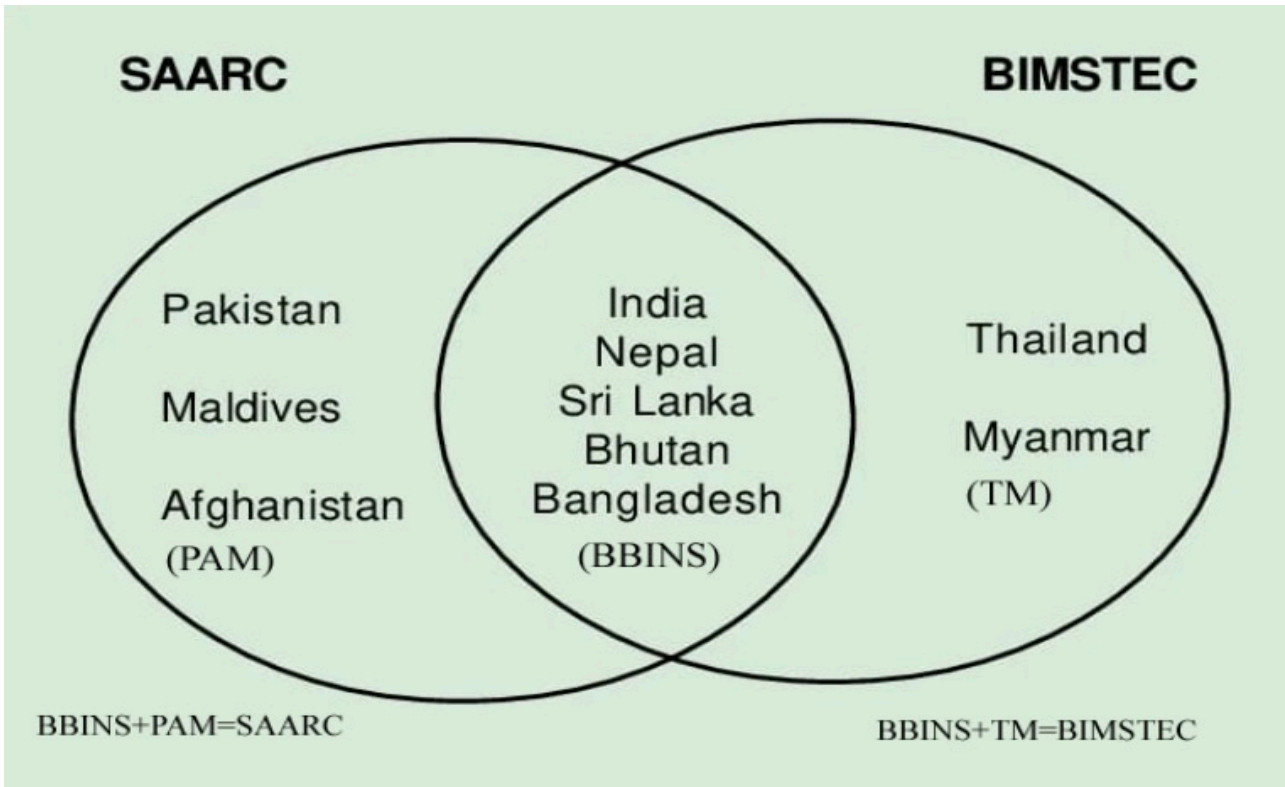 SAARC
BIMSTEC
Pakistan
Maldives
Afghanistan
(PAM)
India
Nepal
Sri Lanka
Bhutan
Bangladesh
(BBINS)
Thailand
Myanmar
(TM)
BBINS+PAM=SAARC
BBINS+TM=BIMSTEC